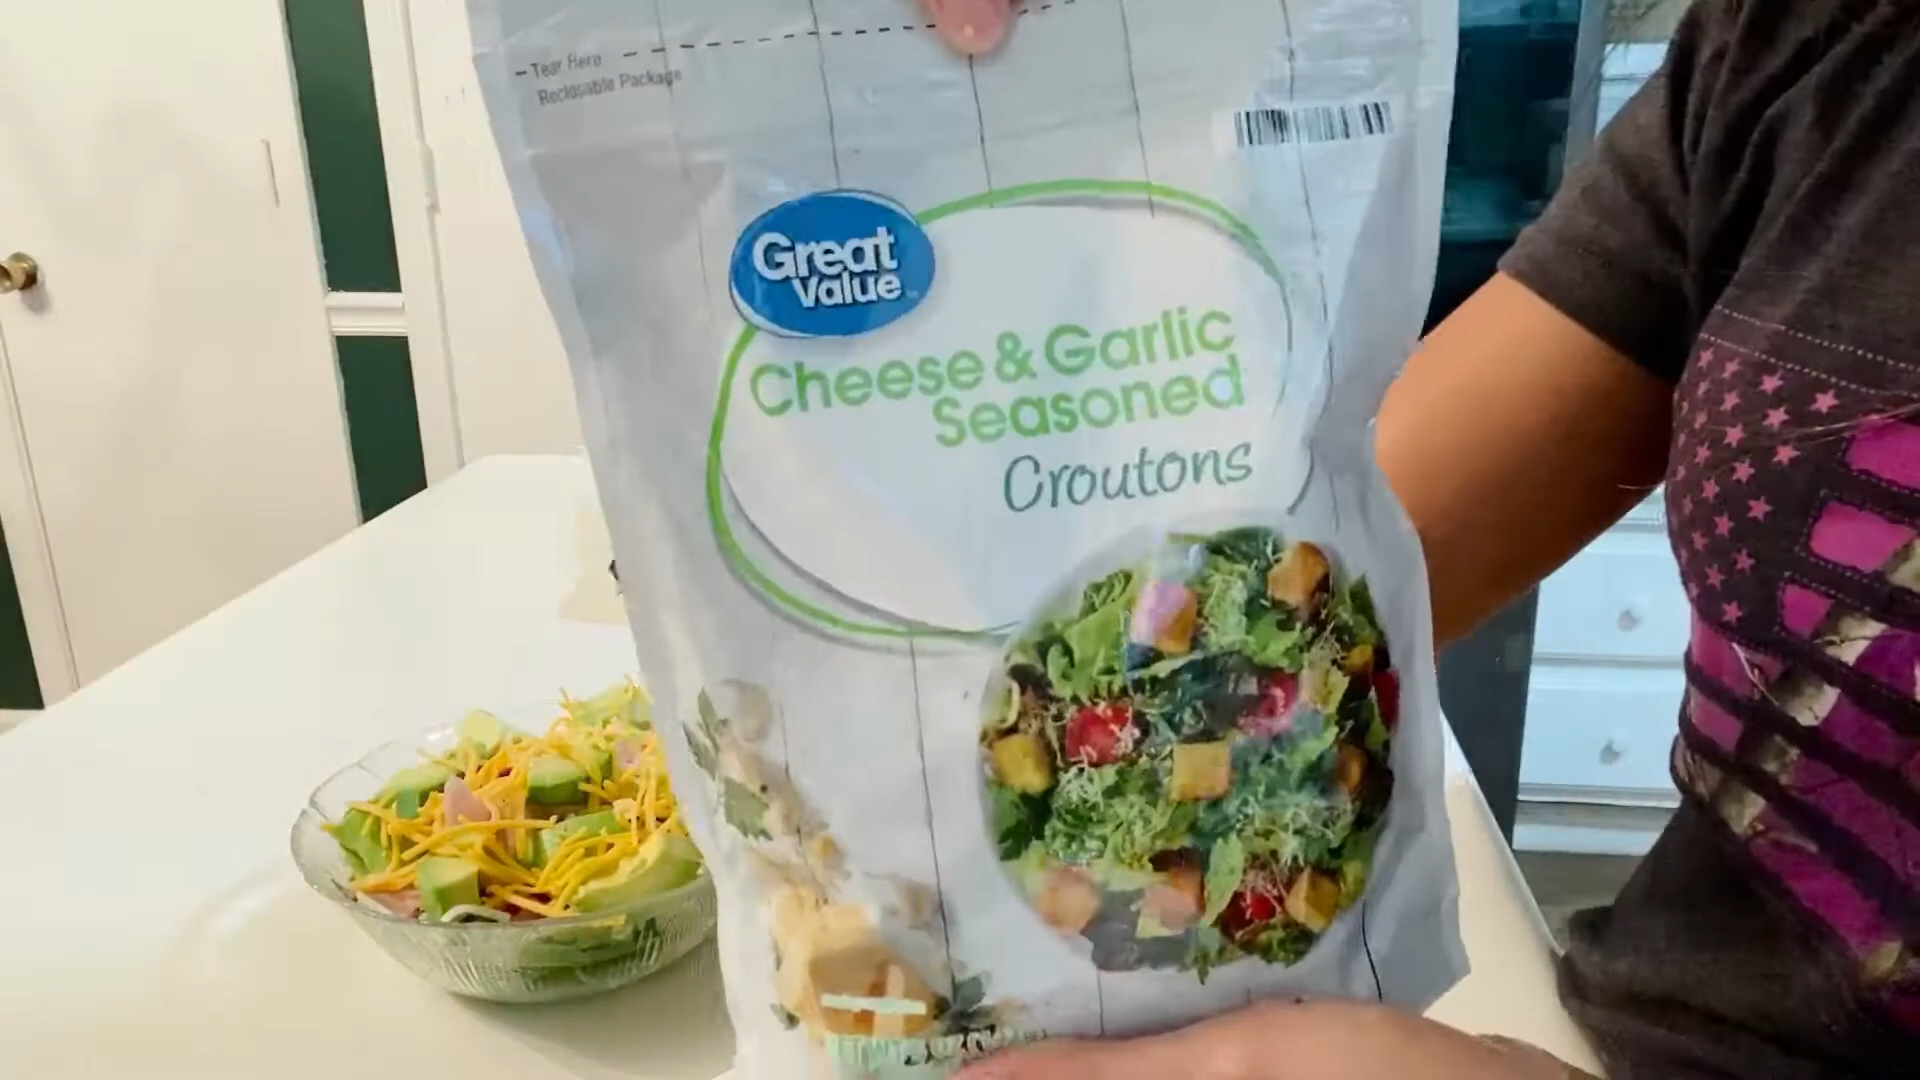 Tear Here
Reclosable Package
Great
Value
Cheese & Garlic
Seasoned
Croutons